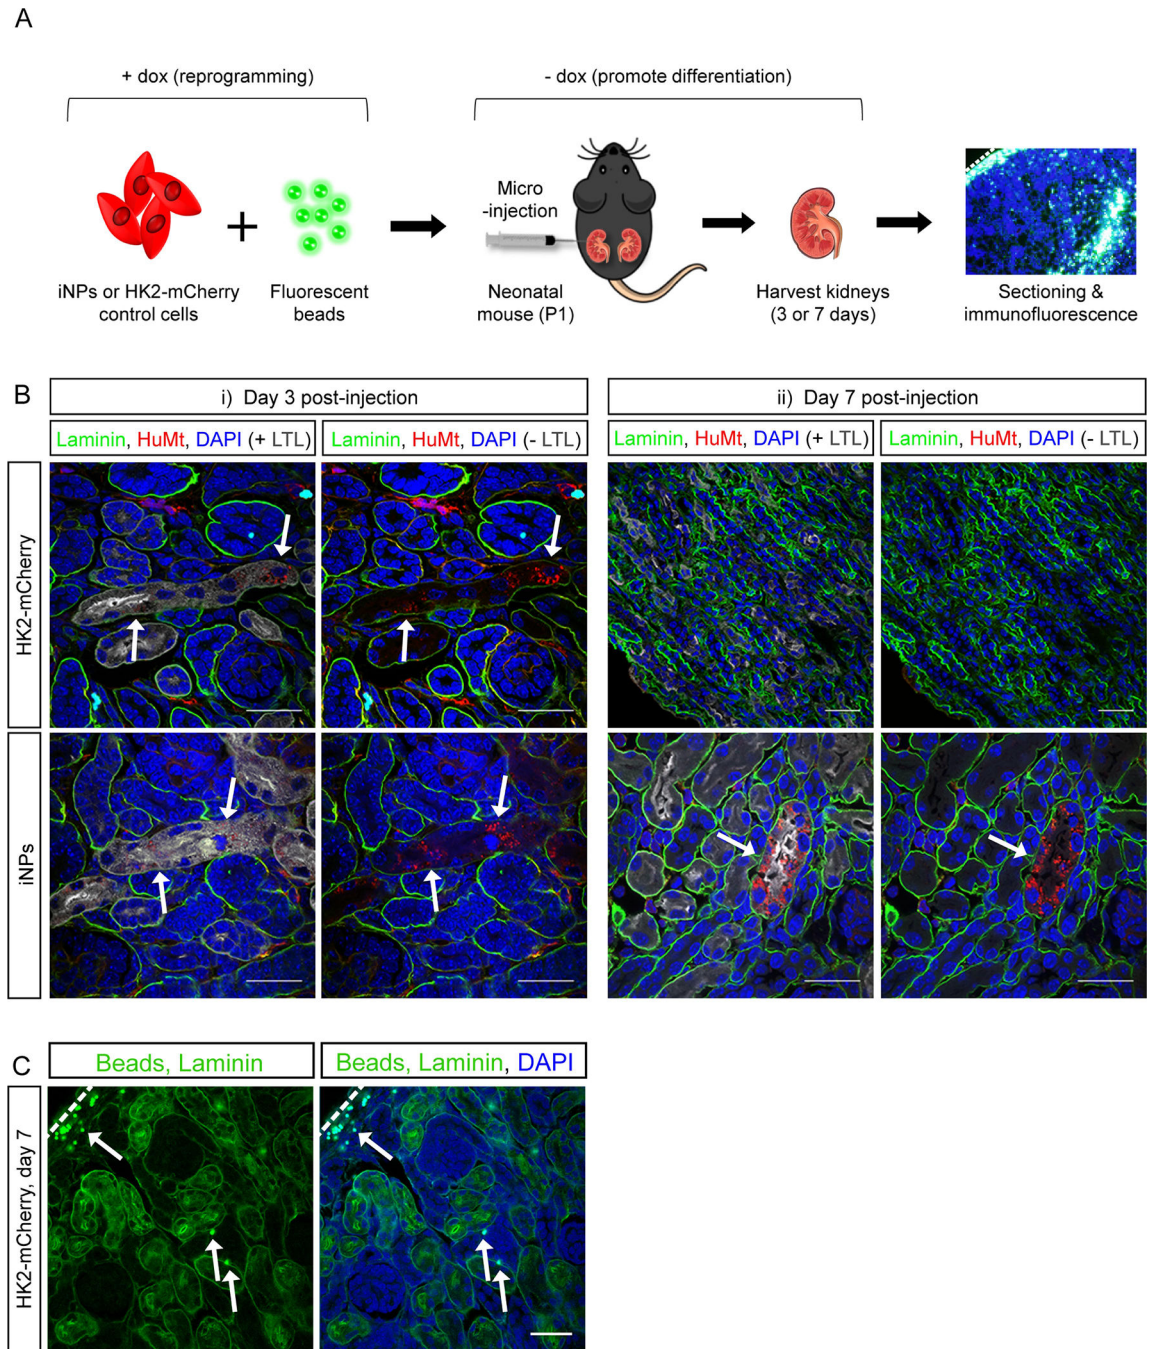 A
+ dox (reprogramming)
- dox (promote differentiation)
Micro
-injection
iNPs or HK2-mCherry
control cells
Fluorescent
beads
Neonatal
mouse (P1)
Harvest kidneys
(3 or 7 days)
Sectioning &
immunofluorescence
B
i) Day 3 post-injection
ii) Day 7 post-injection
Laminin, HuMt, DAPI (+ LTL)
Laminin, HuMt, DAPI (- LTL)
Laminin, HuMt, DAPI (+ LTL)
Laminin, HuMt, DAPI (- LTL)
HK2-mCherry
iNPs
C
Beads, Laminin
Beads, Laminin, DAPI
HK2-mCherry, day 7